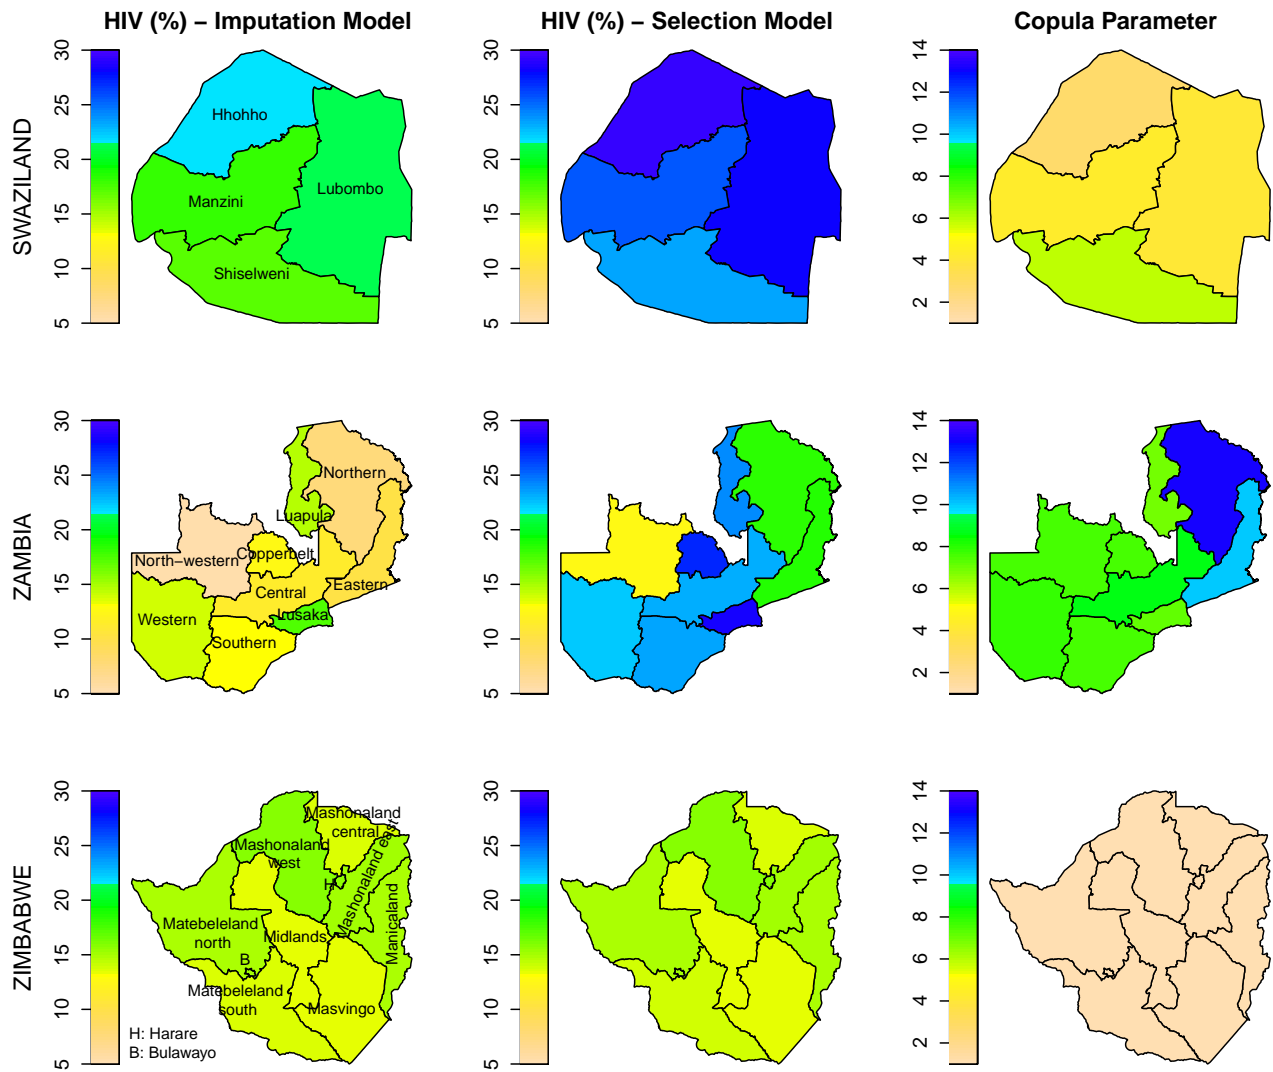 HIV (%) – Imputation Model
HIV (%) – Selection Model
Copula Parameter
SWAZILAND
30
25
20
15
10
5
Hhohho
Manzini
Lubombo
Shiselweni
30
25
20
15
10
5
14
12
10
8
6
4
2
ZAMBIA
30
25
20
15
10
5
Northern
Luapula
Copperbelt
North–western
Eastern
Central
Lusaka
Western
Southern
30
25
20
15
10
5
14
12
10
8
6
4
2
ZIMBABWE
30
25
20
15
10
5
Mashonaland
central
Mashonaland
west
Mashonaland east
H
Manicaland
Matebeleland
north
Midlands
B
Matebeleland
south
Masvingo
H: Harare
B: Bulawayo
30
25
20
15
10
5
14
12
10
8
6
4
2